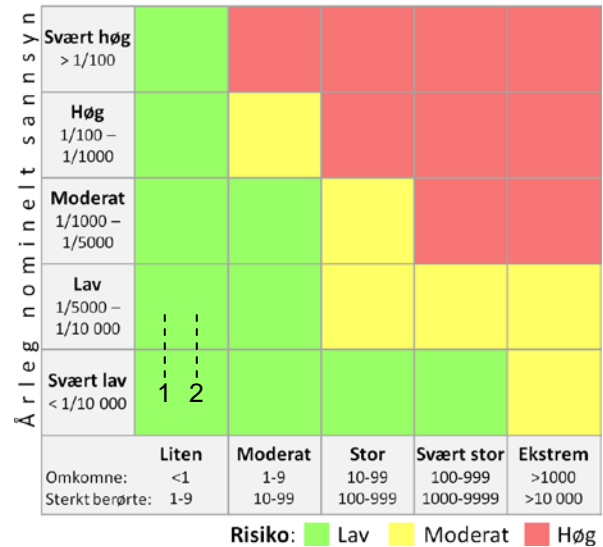 Årleg nominelt sannsyn
Svært høg
> 1/100
Høg
1/100 –
1/1000
Moderat
1/1000 –
1/5000
Lav
1/5000 –
1/10 000
Svært lav
< 1/10 000
1 2
Liten Moderat Stor Svært stor Ekstrem
Omkomne: <1 1-9 10-99 100-999 >1000
Sterkt berørte: 1-9 10-99 100-999 1000-9999 >10 000
Risiko: Lav Moderat Høg